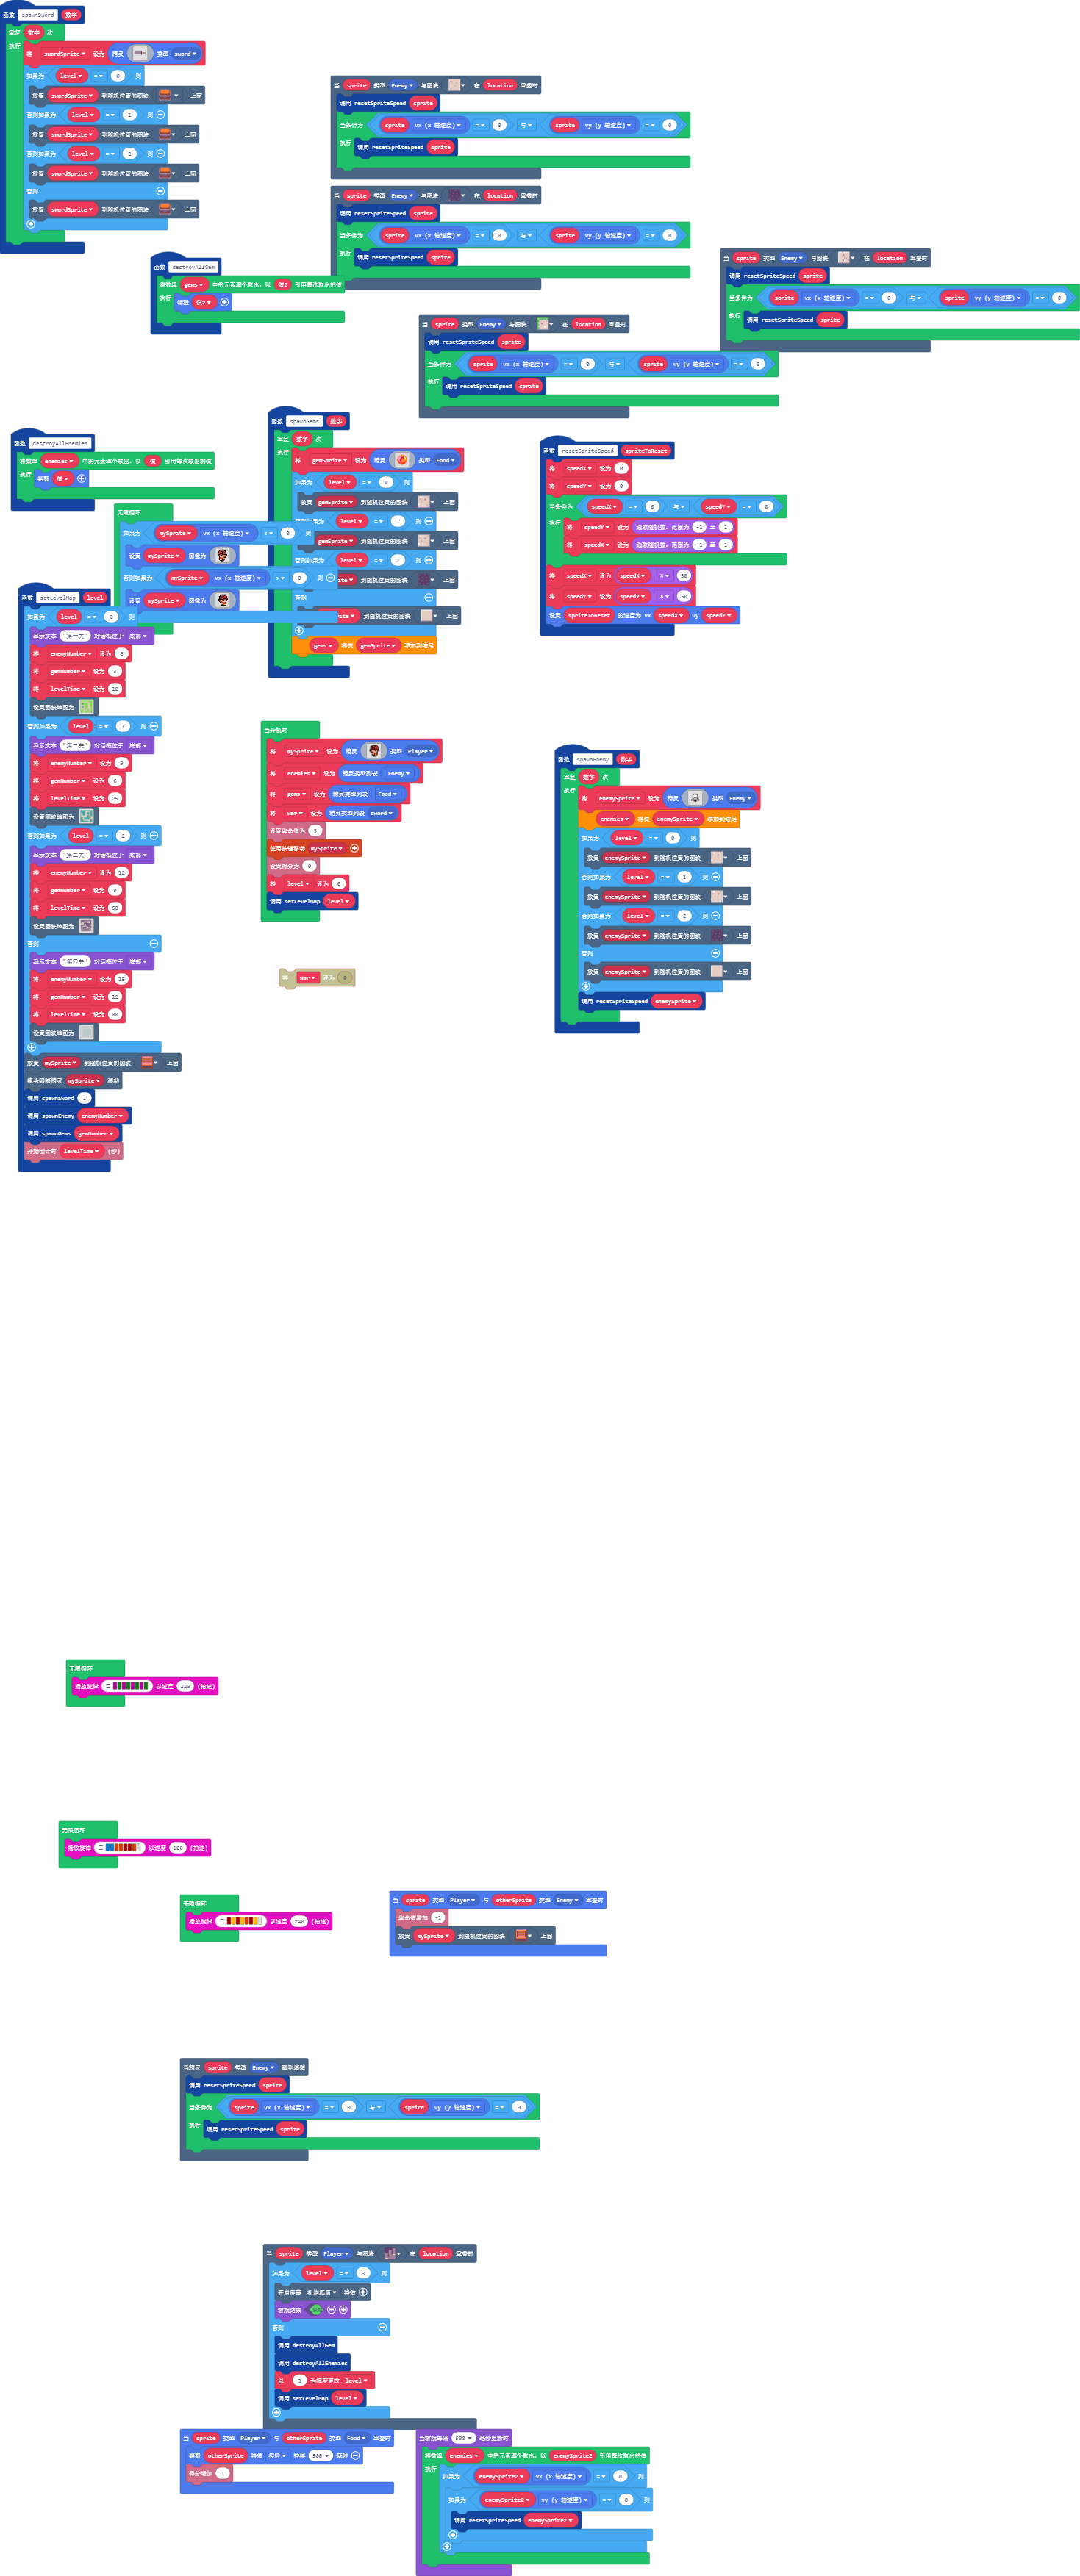 函数 spawnSword 数字
重复 数字 次
执行
将 swordSprite 设为 精灵 类型 sword
如果为 level = 0 则
放置 swordSprite 到随机位置的图块 上面
否则如果为 level = 1 则
放置 swordSprite 到随机位置的图块 上面
否则如果为 level = 2 则
放置 swordSprite 到随机位置的图块 上面
否则
放置 swordSprite 到随机位置的图块 上面
当 sprite 类型 Enemy 与图块 在 location 重叠时
调用 resetSpriteSpeed sprite
当条件为 sprite vx (x 轴速度) = 0 与 sprite vy (y 轴速度) = 0
执行 调用 resetSpriteSpeed sprite
当 sprite 类型 Enemy 与图块 在 location 重叠时
调用 resetSpriteSpeed sprite
当条件为 sprite vx (x 轴速度) = 0 与 sprite vy (y 轴速度) = 0
执行 调用 resetSpriteSpeed sprite
函数 destroyAllGem
将数组 gems 中的元素逐个取出，以 值2 引用每次取出的值
执行 销毁 值2
当 sprite 类型 Enemy 与图块 在 location 重叠时
调用 resetSpriteSpeed sprite
当条件为 sprite vx (x 轴速度) = 0 与 sprite vy (y 轴速度) = 0
执行 调用 resetSpriteSpeed sprite
当 sprite 类型 Enemy 与图块 在 location 重叠时
调用 resetSpriteSpeed sprite
当条件为 sprite vx (x 轴速度) = 0 与 sprite vy (y 轴速度) = 0
执行 调用 resetSpriteSpeed sprite
函数 destroyAllEnemies
将数组 enemies 中的元素逐个取出，以 值 引用每次取出的值
执行 销毁 值
函数 spawnGems 数字
重复 数字 次
执行
将 gemSprite 设为 精灵 类型 Food
如果为 level = 0 则
放置 gemSprite 到随机位置的图块 上面
level = 1 则
gemSprite 到随机位置的图块 上面
否则如果为 level = 2 则
到随机位置的图块 上面
否则
到随机位置的图块 上面
gems 将值 gemSprite 添加到结尾
函数 resetSpriteSpeed spriteToReset
将 speedX 设为 0
将 speedY 设为 0
当条件为 speedX = 0 与 speedY = 0
执行 将 speedY 设为 选取随机数，范围为 -1 至 1
将 speedX 设为 选取随机数，范围为 -1 至 1
将 speedX 设为 speedX x 50
将 speedY 设为 speedY x 50
设定 spriteToReset 的速度为 vx speedX vy speedY
无限循环
如果为 mySprite vx (x 轴速度) < 0 则
设置 mySprite 图像为
否则如果为 mySprite vx (x 轴速度) > 0 则
设置 mySprite 图像为
函数 setLevelMap level
如果为 level = 0 则
显示文本 "第一关" 对话框位于 底部
将 enemyNumber 设为 6
将 gemNumber 设为 3
将 levelTime 设为 12
设置图块地图为
否则如果为 level = 1 则
显示文本 "第二关" 对话框位于 底部
将 enemyNumber 设为 9
将 gemNumber 设为 6
将 levelTime 设为 25
设置图块地图为
否则如果为 level = 2 则
显示文本 "第三关" 对话框位于 底部
将 enemyNumber 设为 12
将 gemNumber 设为 9
将 levelTime 设为 50
设置图块地图为
否则
显示文本 "第四关" 对话框位于 底部
将 enemyNumber 设为 15
将 gemNumber 设为 12
将 levelTime 设为 80
设置图块地图为
放置 mySprite 到随机位置的图块 上面
镜头跟随精灵 mySprite 移动
调用 spawnSword 1
调用 spawnEnemy enemyNumber
调用 spawnGems gemNumber
开始倒计时 levelTime (秒)
当开机时
将 mySprite 设为 精灵 类型 Player
将 enemies 设为 精灵类型列表 Enemy
将 gems 设为 精灵类型列表 Food
将 war 设为 精灵类型列表 sword
设置生命值为 3
使用按键移动 mySprite
设置得分为 0
将 level 设为 0
调用 setLevelMap level
将 war 设为 0
函数 spawnEnemy 数字
重复 数字 次
执行
将 enemySprite 设为 精灵 类型 Enemy
enemies 将值 enemySprite 添加到结尾
如果为 level = 0 则
放置 enemySprite 到随机位置的图块 上面
否则如果为 level = 1 则
放置 enemySprite 到随机位置的图块 上面
否则如果为 level = 2 则
放置 enemySprite 到随机位置的图块 上面
否则
放置 enemySprite 到随机位置的图块 上面
调用 resetSpriteSpeed enemySprite
无限循环
播放旋律 以速度 120 (拍速)
无限循环
播放旋律 以速度 120 (拍速)
无限循环
播放旋律 以速度 240 (拍速)
当 sprite 类型 Player 与 otherSprite 类型 Enemy 重叠时
生命值增加 -1
放置 mySprite 到随机位置的图块 上面
当精灵 sprite 类型 Enemy 碰到墙壁
调用 resetSpriteSpeed sprite
当条件为 sprite vx (x 轴速度) = 0 与 sprite vy (y 轴速度) = 0
执行 调用 resetSpriteSpeed sprite
当 sprite 类型 Player 与图块 在 location 重叠时
如果为 level = 3 则
开启屏幕 礼炮燃放 特效
游戏结束
否则
调用 destroyAllGem
调用 destroyAllEnemies
以 1 为幅度更改 level
调用 setLevelMap level
当 sprite 类型 Player 与 otherSprite 类型 Food 重叠时
销毁 otherSprite 特效 持续 500 毫秒
得分增加 1
当游戏每隔 500 毫秒更新时
将数组 enemies 中的元素逐个取出，以 enemySprite2 引用每次取出的值
执行 如果为 enemySprite2 vx (x 轴速度) = 0 则
如果为 enemySprite2 vy (y 轴速度) = 0 则
调用 resetSpriteSpeed enemySprite2